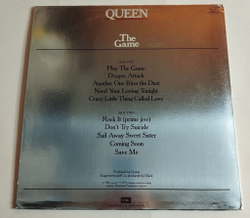 QUEEN
The
Game
Play The Game
Dragon Attack
Another One Bites the Dust
Need Your Loving Tonight
Crazy Little Thing Called Love
Rock It (prime jive)
Don't Try Suicide
Sail Away Sweet Sister
Coming Soon
Save Me
EMI